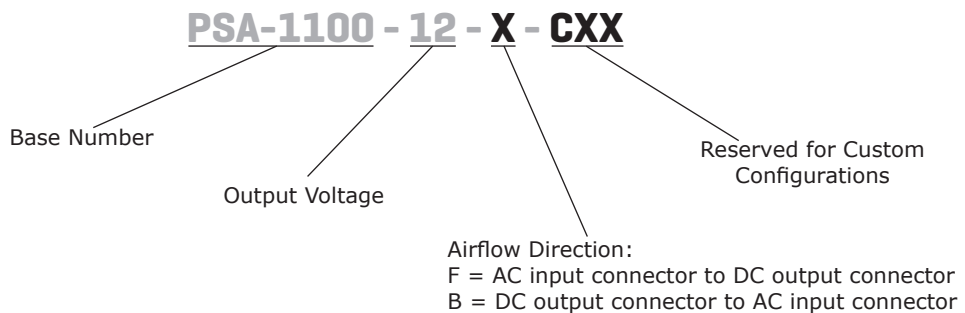 PSA-1100 - 12 - X - CXX
Base Number
Output Voltage
Reserved for Custom
Configurations
Airflow Direction:
F = AC input connector to DC output connector
B = DC output connector to AC input connector